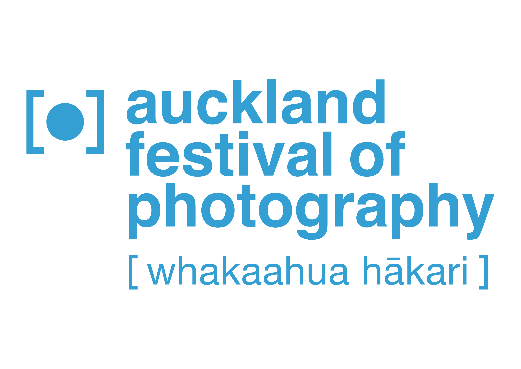 auckland
festival of
photography
[ whakaahua hākari ]